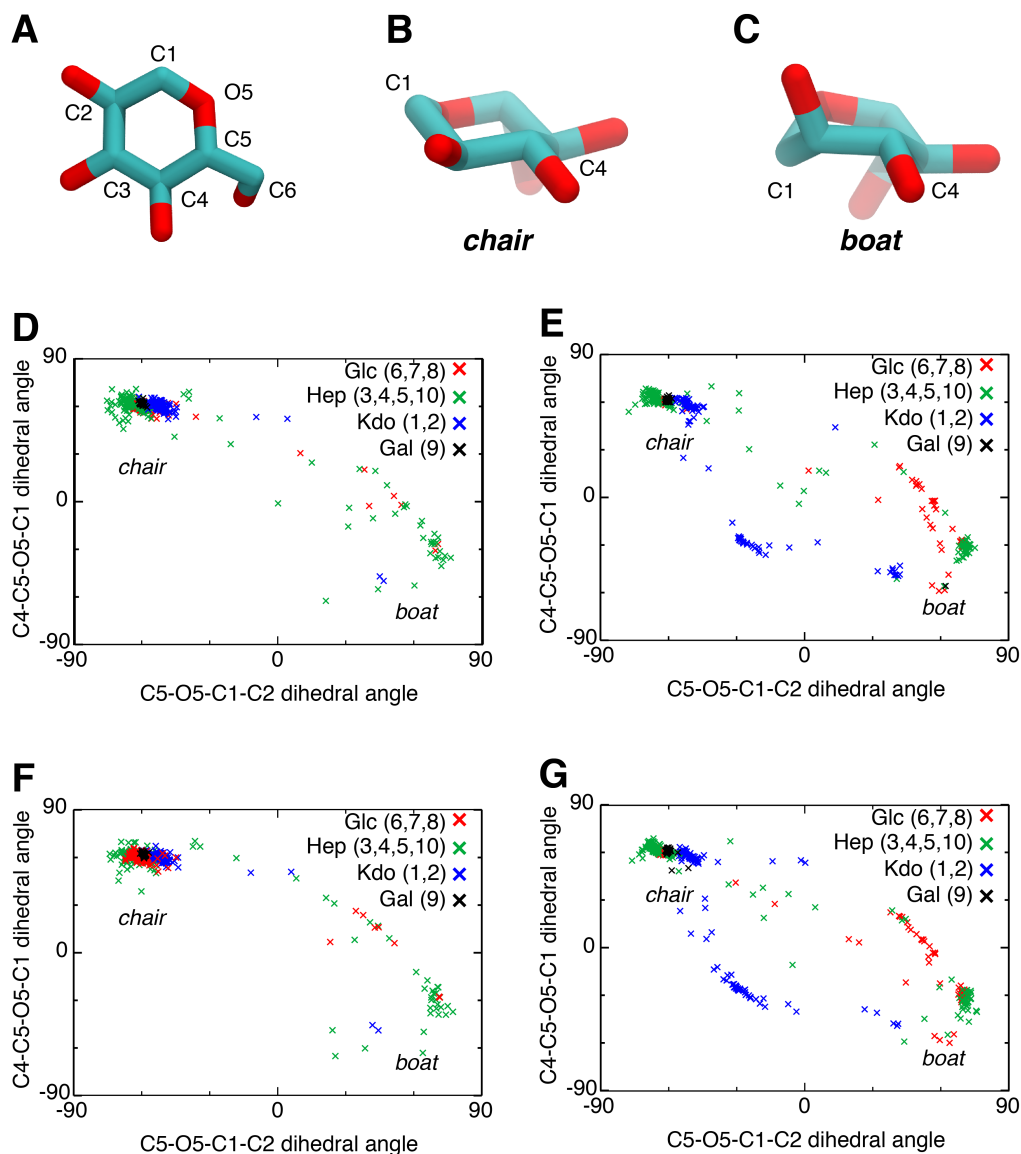 A
B
C
C1
C2
O5
C5
C3
C4
C6
C1
C4
chair
C1
C4
boat
D
90
0
-90
-90
0
90
C4-C5-O5-C1 dihedral angle
C5-O5-C1-C2 dihedral angle
Glc (6,7,8)
Hep (3,4,5,10)
Kdo (1,2)
Gal (9)
chair
boat
E
90
0
-90
-90
0
90
C4-C5-O5-C1 dihedral angle
C5-O5-C1-C2 dihedral angle
Glc (6,7,8)
Hep (3,4,5,10)
Kdo (1,2)
Gal (9)
chair
boat
F
90
0
-90
-90
0
90
C4-C5-O5-C1 dihedral angle
C5-O5-C1-C2 dihedral angle
Glc (6,7,8)
Hep (3,4,5,10)
Kdo (1,2)
Gal (9)
chair
boat
G
90
0
-90
-90
0
90
C4-C5-O5-C1 dihedral angle
C5-O5-C1-C2 dihedral angle
Glc (6,7,8)
Hep (3,4,5,10)
Kdo (1,2)
Gal (9)
chair
boat